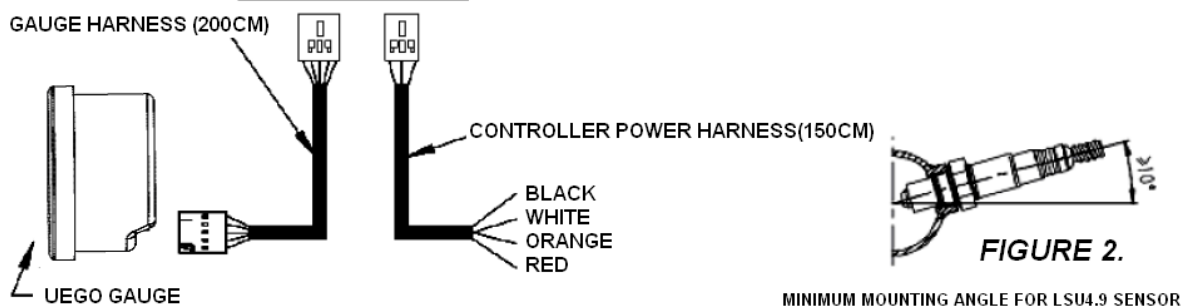 GAUGE HARNESS (200CM)
CONTROLLER POWER HARNESS(150CM)
BLACK
WHITE
ORANGE
RED
UEGO GAUGE
≥10°
FIGURE 2.
MINIMUM MOUNTING ANGLE FOR LSU4.9 SENSOR